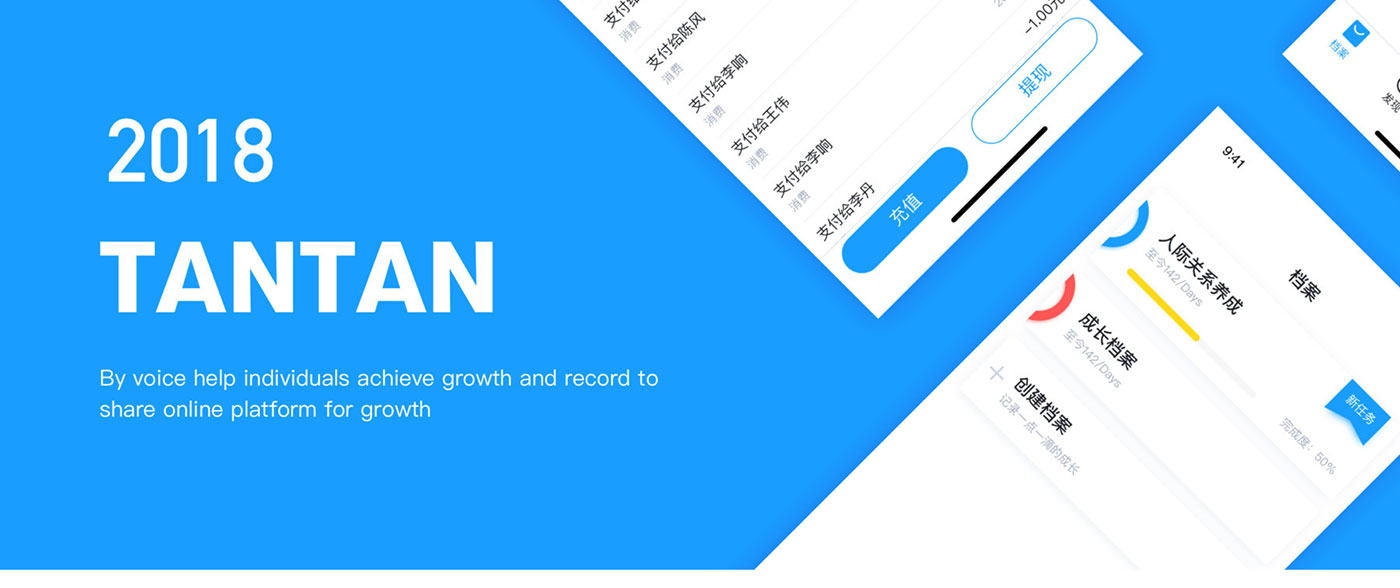 2018
TANTAN
By voice help individuals achieve growth and record to
share online platform for growth
支付给
消费
支付给陈风
消费
支付给李响
消费
支付给王伟
消费
支付给李响
消费
支付给李丹
-1.00元
充值
提现
档案
发现
9:41
档案
人际关系养成
至今142/Days
新任务
完成度：50%
成长档案
至今142/Days
创建档案
记录一点一滴的成长